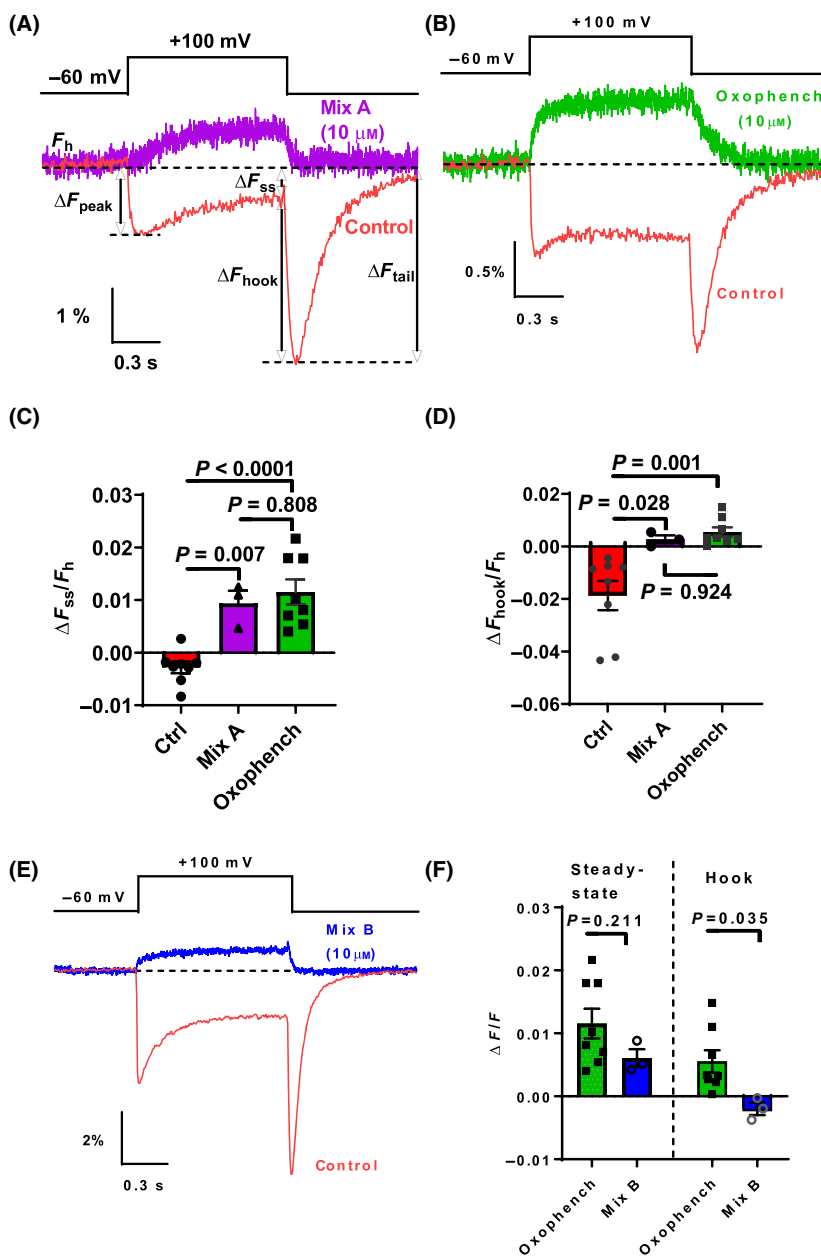 (A)
+100 mV
−60 mV
Mix A
(10 µM)
Fh
ΔFss
ΔFpeak
Control
ΔFhook
ΔFtail
1 %
0.3 s
(B)
+100 mV
−60 mV
Oxophench
(10 µM)
0.5%
0.3 s
Control
(C)
P < 0.0001
P = 0.808
P = 0.007
0.03
0.02
0.01
0.00
−0.01
ΔFss/Fh
Ctrl
Mix A
Oxophench
(D)
P = 0.001
P = 0.028
P = 0.924
0.02
0.00
−0.02
−0.04
−0.06
ΔFhook/Fh
Ctrl
Mix A
Oxophench
(E)
+100 mV
−60 mV
Mix B
(10 µM)
2%
0.3 s
Control
(F)
Steady-
state
Hook
P=0.211
P=0.035
0.03
0.02
0.01
0.00
−0.01
Δ F/F
Oxophench
Mix B
Oxophench
Mix B